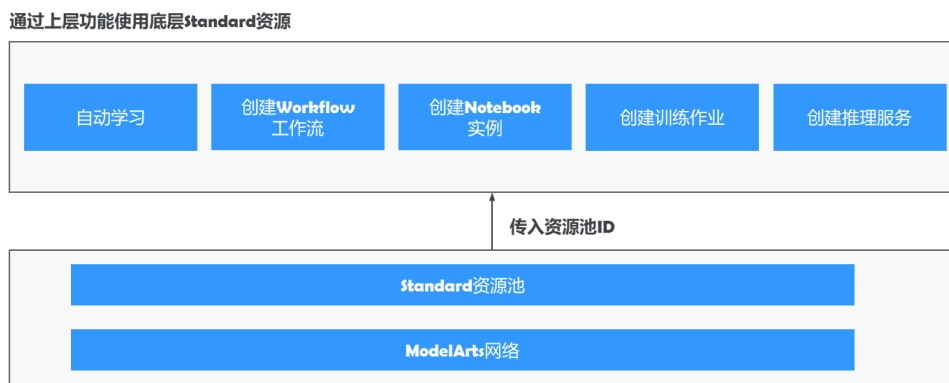 通过上层功能使用底层Standard资源
自动学习
创建Workflow
工作流
创建Notebook
实例
创建训练作业
创建推理服务
传入资源池ID
Standard资源池
ModelArts网络